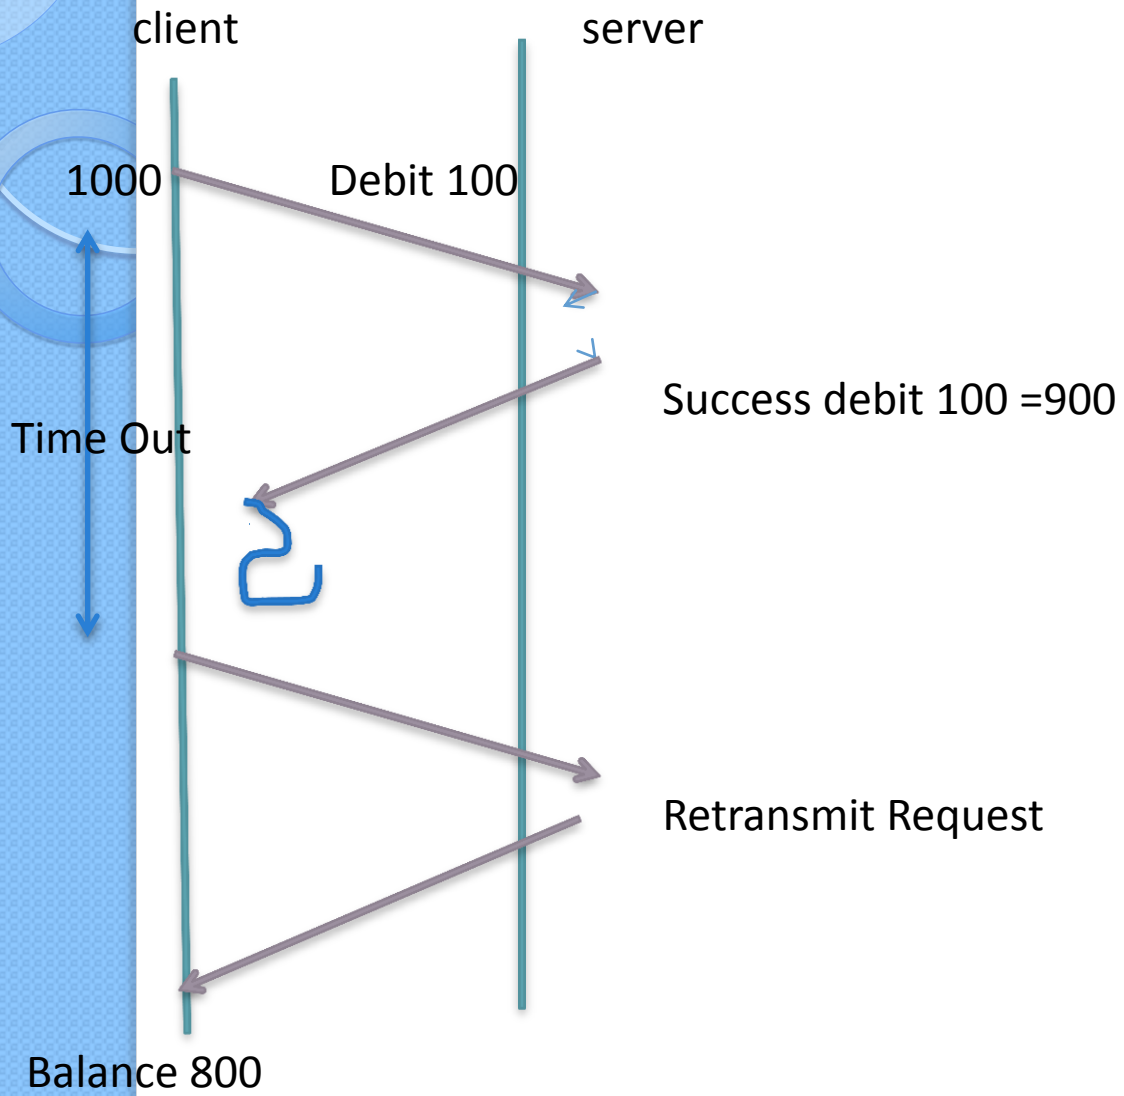 client
server
1000
Debit 100
Success debit 100 =900
Time Out
Retransmit Request
Balance 800